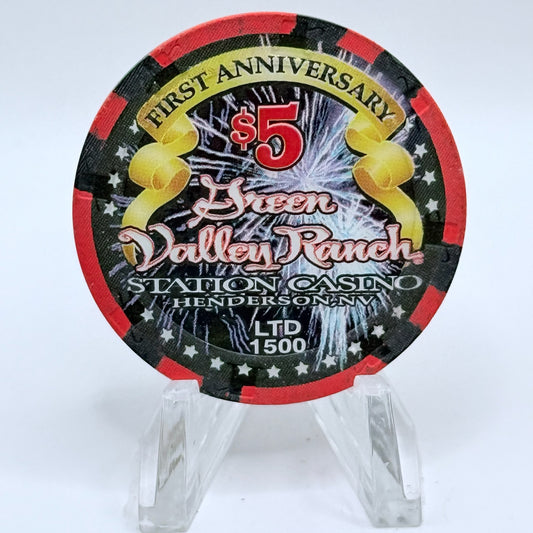 FIRST ANNIVERSARY
$5
Green
Valley Ranch
STATION CASINO
HENDERSON, NV
LTD
1500